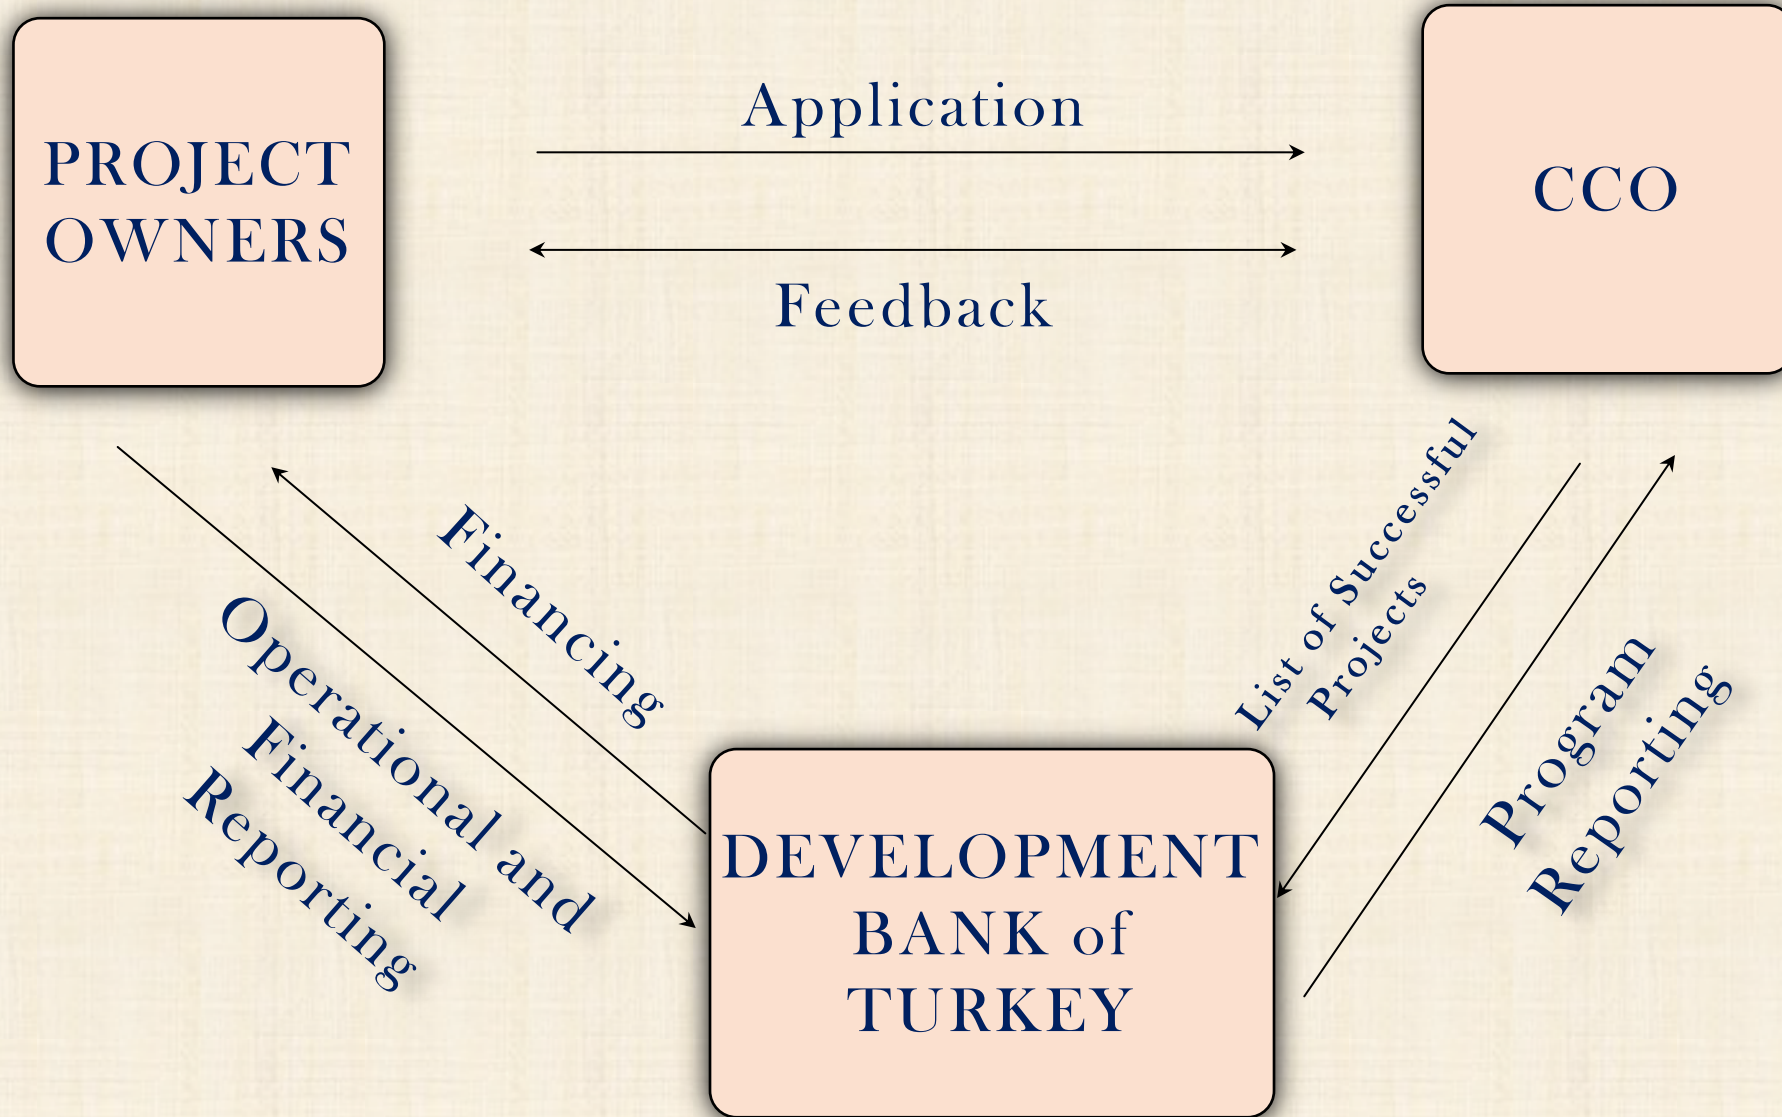 PROJECT
OWNERS
Application
Feedback
CCO
Financing
Operational and
Financial
Reporting
List of Successful
Projects
Program
Reporting
DEVELOPMENT
BANK of
TURKEY